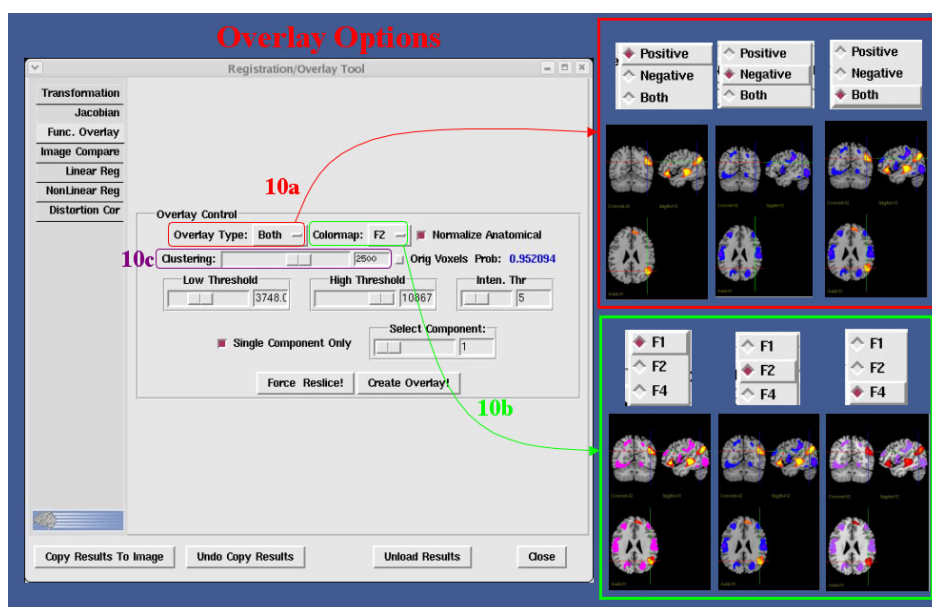 Overlay Options
Registration/Overlay Tool
Transformation
Jacobian
Func. Overlay
Image Compare
Linear Reg
NonLinear Reg
Distortion Cor
10a
Overlay Control
Overlay Type: Both
Colormap: F2
Normalize Anatomical
10c
Clustering: 2500
Orig Voxels Prob: 0.952094
Low Threshold
3748.0
High Threshold
10867
Inten. Thr
5
Single Component Only
Select Component:
1
Force Reslice!
Create Overlay!
10b
Copy Results To Image
Undo Copy Results
Unload Results
Close
Positive
Negative
Both
Positive
Negative
Both
Positive
Negative
Both
F1
F2
F4
F1
F2
F4
F1
F2
F4